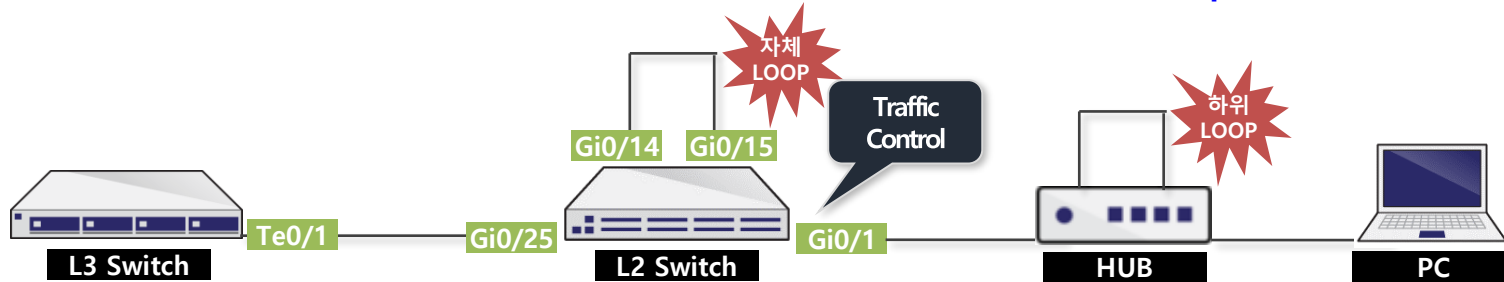 자체
LOOP
Traffic
Control
하위
LOOP
Gi0/14
Gi0/15
Te0/1
Gi0/25
Gi0/1
L3 Switch
L2 Switch
HUB
PC